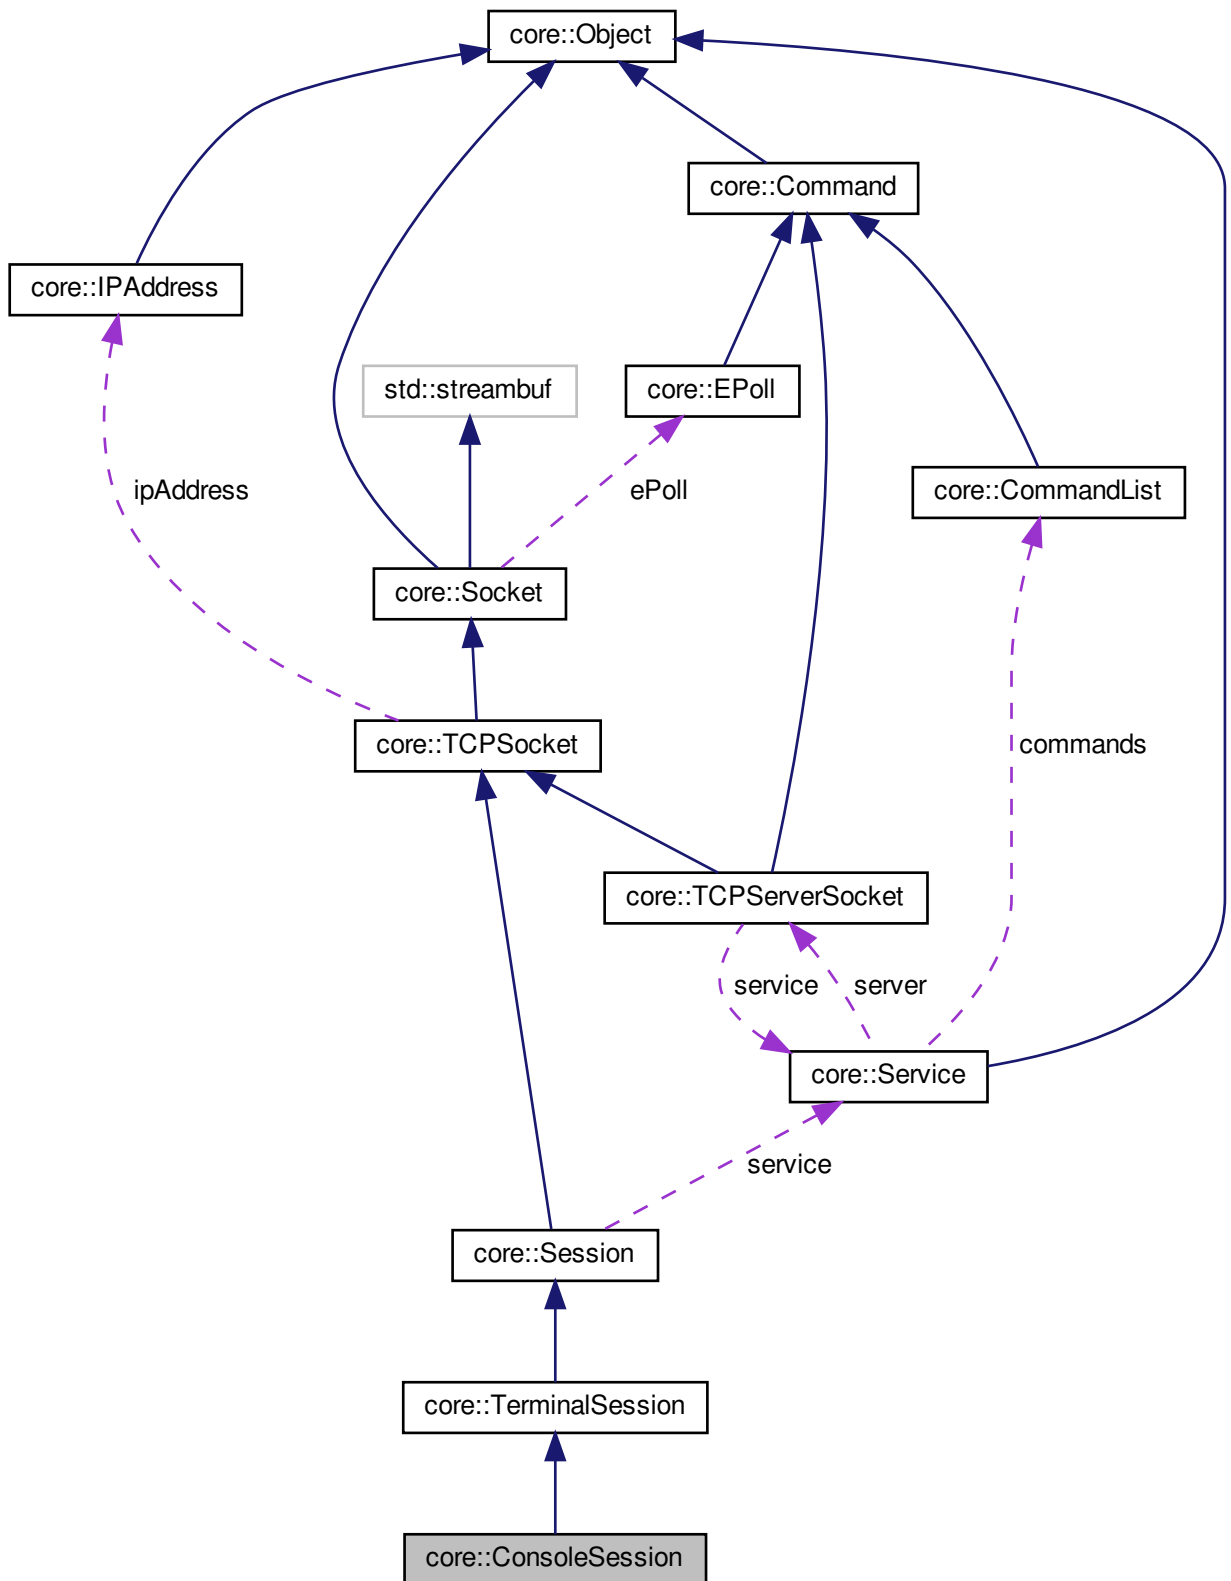 core::Object
core::Command
core::IPAddress
std::streambuf
core::EPoll
ipAddress
ePoll
core::CommandList
core::Socket
core::TCPSocket
commands
core::TCPServerSocket
service
server
core::Service
service
core::Session
core::TerminalSession
core::ConsoleSession